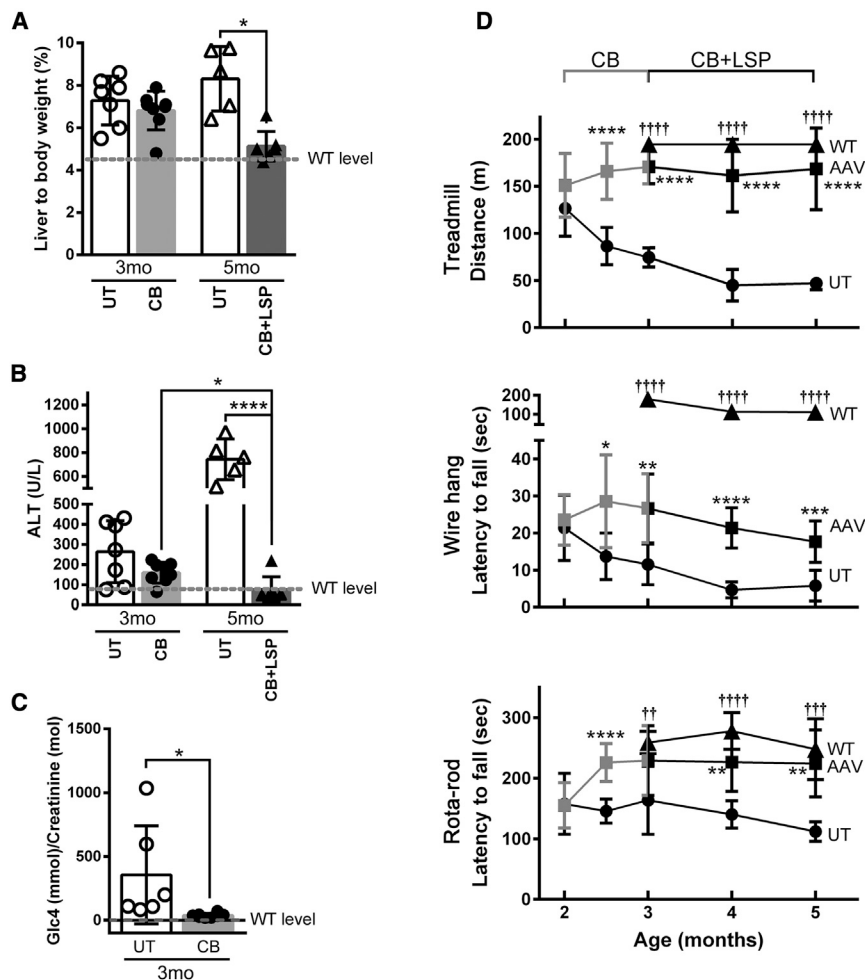 A
Liver to body weight (%)
10
8
6
4
2
0
*
WT level
3mo
5mo
UT
CB
UT
CB+LSP
B
ALT (U/L)
1200
1000
800
600
500
400
300
200
100
0
*
****
WT level
3mo
5mo
UT
CB
UT
CB+LSP
C
Glc4 (mmol)/Creatinine (mol)
1500
1000
500
0
*
WT level
UT
CB
3mo
D
CB
CB+LSP
Treadmill
Distance (m)
200
150
100
50
0
**** †††† †††† ††††
WT
AAV
**** **** ****
UT
Wire hang
Latency to fall (sec)
200
100
40
30
20
10
0
†††† †††† ††††
WT
* ** **** ***
AAV
UT
Rota-rod
Latency to fall (sec)
300
200
100
0
**** †† †††† †††
WT
AAV
** **
UT
2 3 4 5
Age (months)